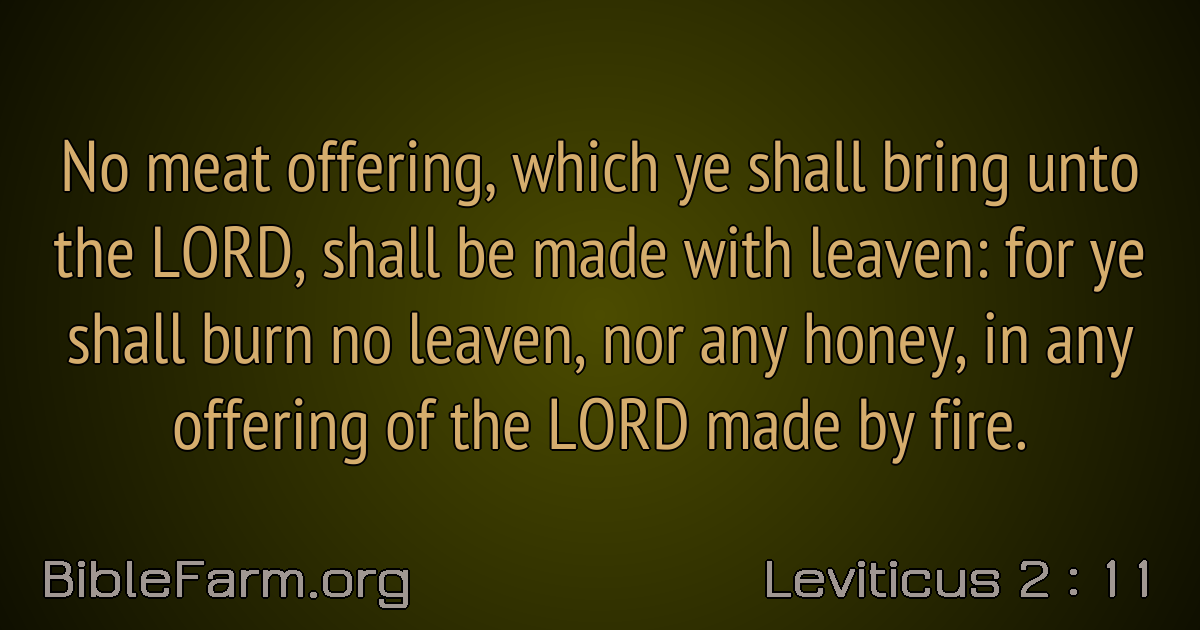 No meat offering, which ye shall bring unto
the LORD, shall be made with leaven: for ye
shall burn no leaven, nor any honey, in any
offering of the LORD made by fire.
BibleFarm.org
Leviticus 2 : 11